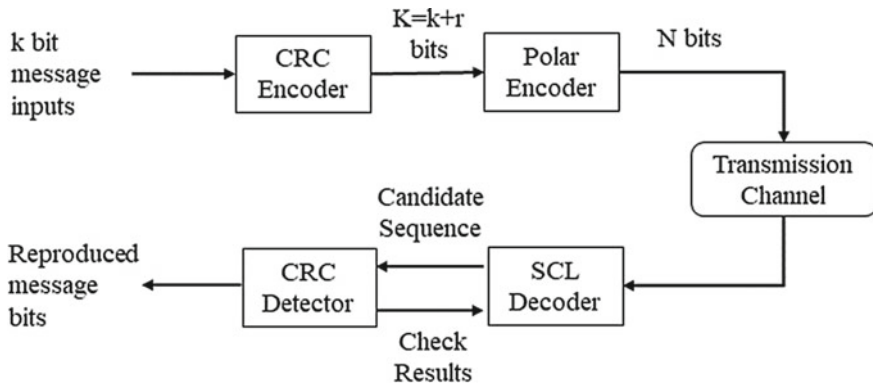 k bit
message
inputs
CRC
Encoder
K=k+r
bits
Polar
Encoder
N bits
Transmission
Channel
Candidate
Sequence
SCL
Decoder
CRC
Detector
Check
Results
Reproduced
message
bits